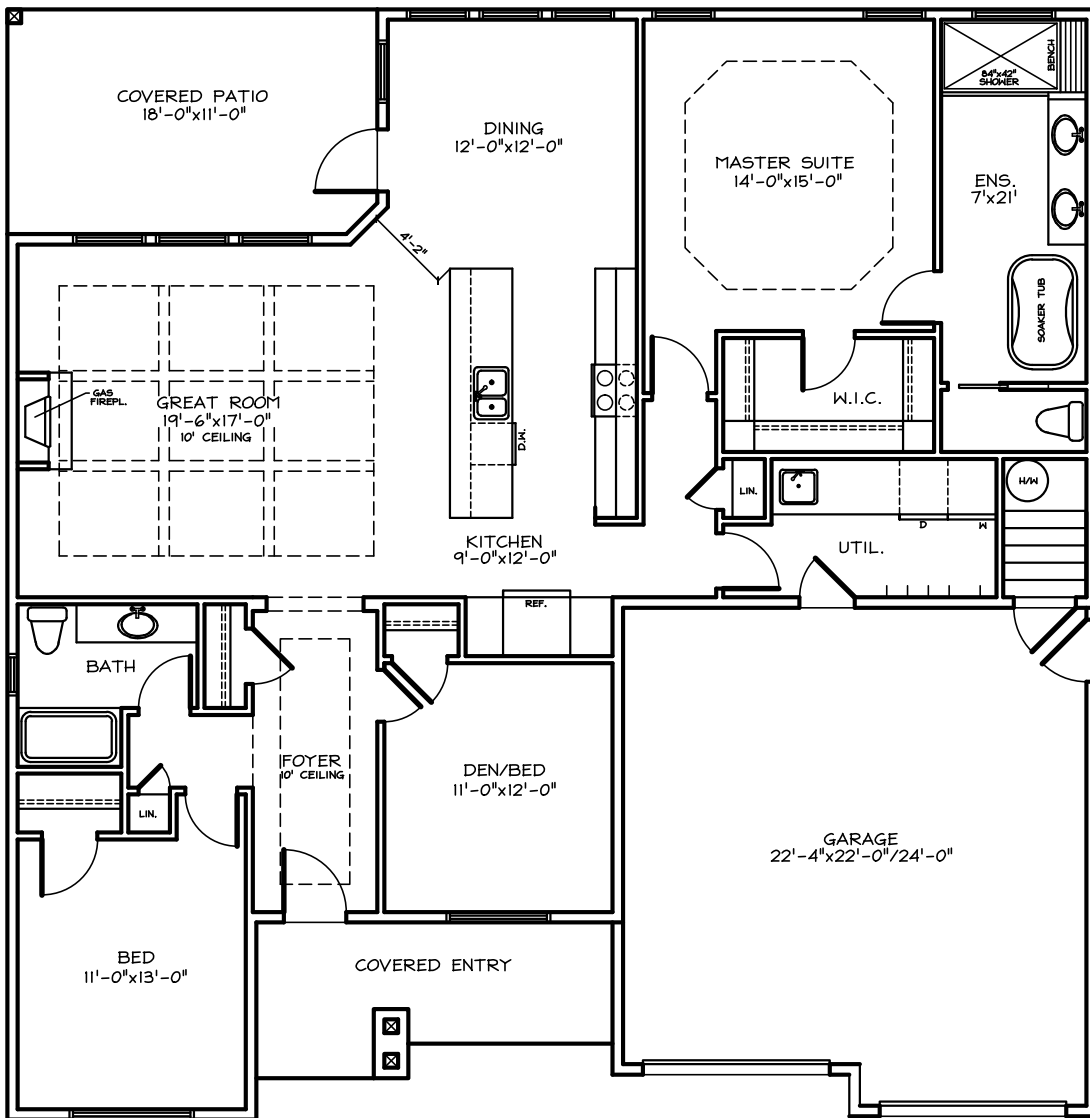 COVERED PATIO
18'-0"x11'-0"
DINING
12'-0"x12'-0"
MASTER SUITE
14'-0"x15'-0"
84"x42"
SHOWER
BENCH
ENS.
7'x21'
SOAKER TUB
4'-2"
GAS
FIREPL.
GREAT ROOM
19'-6"x17'-0"
10' CEILING
D.W.
W.I.C.
LIN.
H/W
KITCHEN
9'-0"x12'-0"
UTIL.
D
W
REF.
BATH
LIN.
FOYER
10' CEILING
DEN/BED
11'-0"x12'-0"
GARAGE
22'-4"x22'-0"/24'-0"
BED
11'-0"x13'-0"
COVERED ENTRY